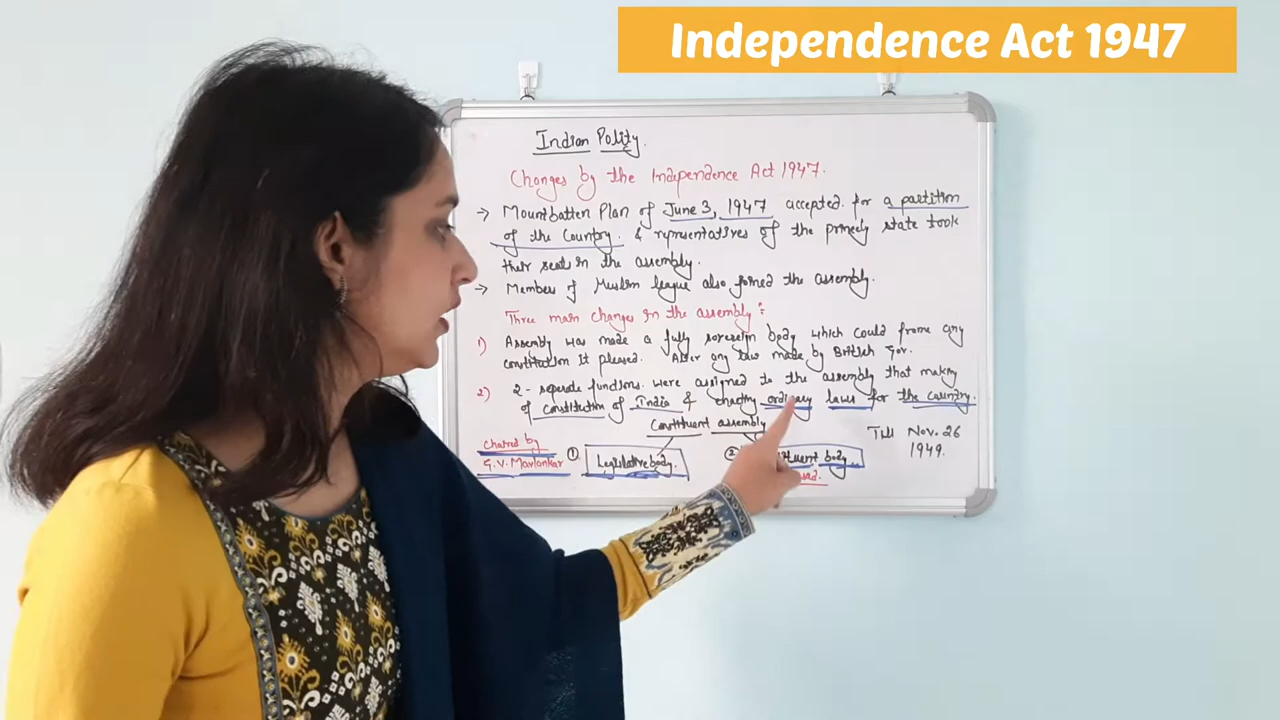 Independence Act 1947
Indian Polity.
Changes by the Independence Act 1947.
→ Mountbatten Plan of June 3, 1947 accepted for a partition
of the Country. & representatives of the princely state took
their seats in the assembly.
→ Members of Muslim league also joined the assembly.
Three main changes in the assembly:
1) Assembly was made a fully sovereign body which could frame any
constitution it pleased. Alter any law made by British Gov.
2) 2- seperate functions were assigned to the assembly that making
of constitution of India & enacting ordinary laws for the country.
Constituent assembly
Till Nov. 26
1949.
Chaired by
G.V. Mavlankar
① Legislative body.
② body